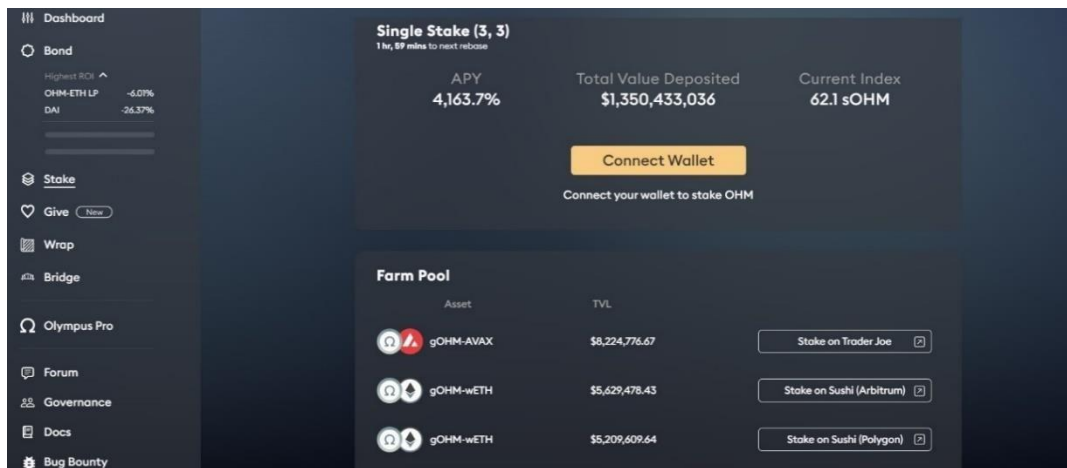 Dashboard
Bond
Highest ROI
OHM-ETH LP -6.01%
DAI -26.37%
Stake
Give New
Wrap
Bridge
Olympus Pro
Forum
Governance
Docs
Bug Bounty
Single Stake (3, 3)
1 hr, 59 mins to next rebase
APY Total Value Deposited Current Index
4,163.7% $1,350,433,036 62.1 sOHM
Connect Wallet
Connect your wallet to stake OHM
Farm Pool
Asset TVL
gOHM-AVAX $8,224,776.67 Stake on Trader Joe
gOHM-wETH $5,629,478.43 Stake on Sushi (Arbitrum)
gOHM-wETH $5,209,609.64 Stake on Sushi (Polygon)